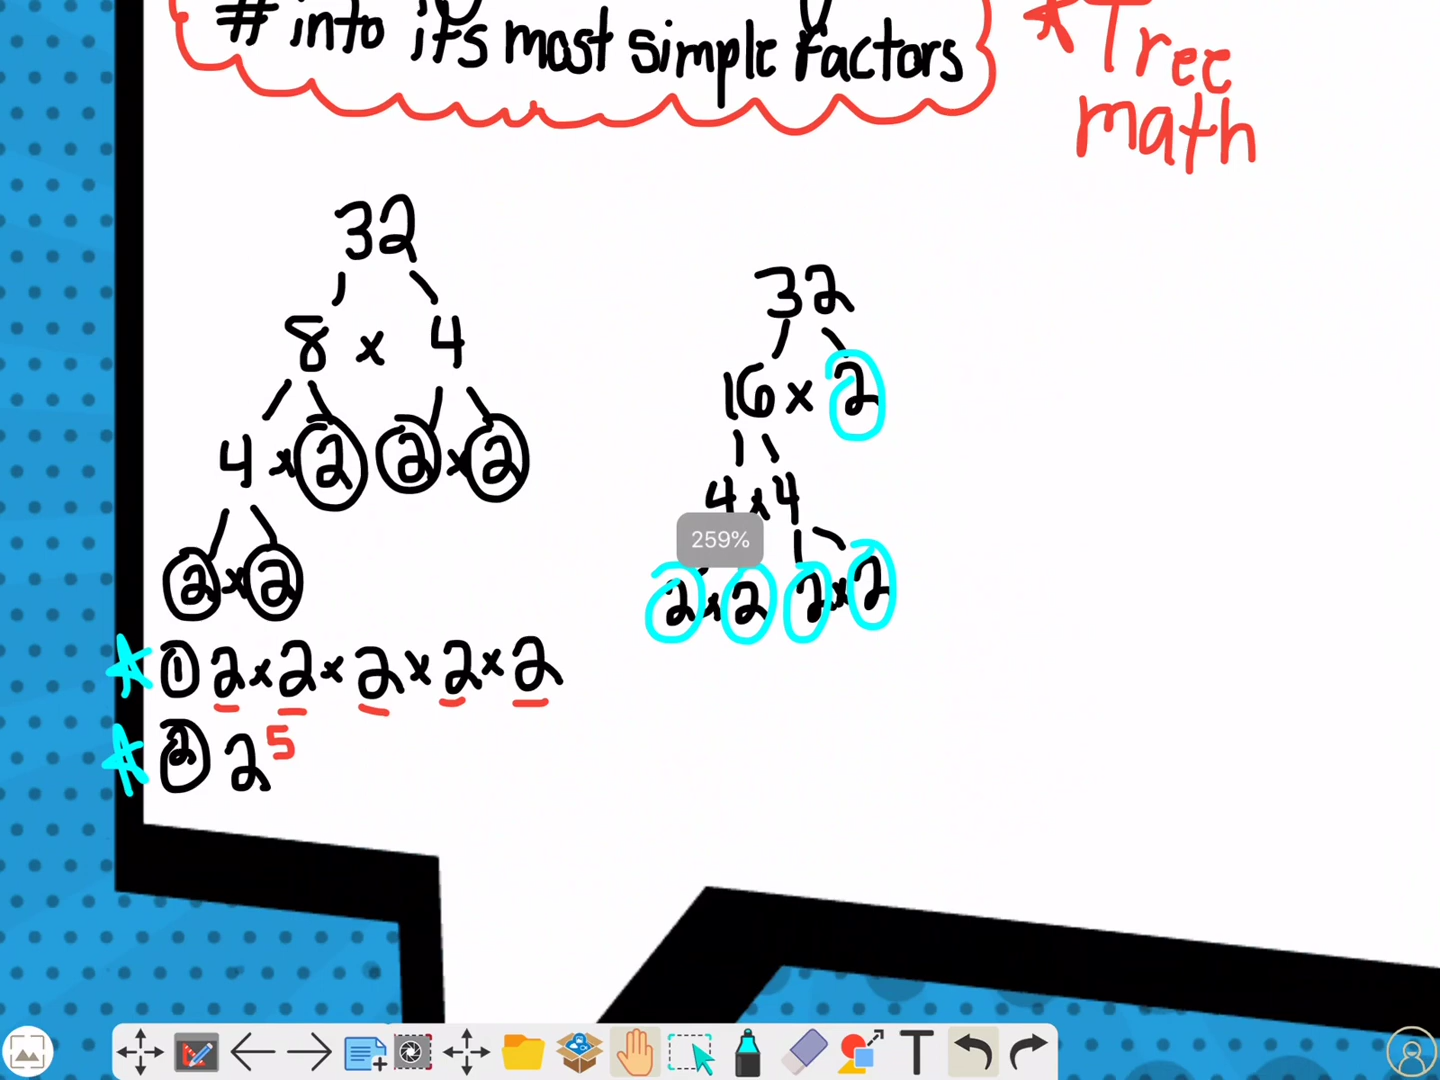 # into it's most simple factors
* Tree
math
32
8 x 4
4 x 2 2 x 2
2 x 2
① 2 x 2 x 2 x 2 x 2
② 2⁵
32
16 x 2
4 x 4
259%
2 x 2 2 x 2
T